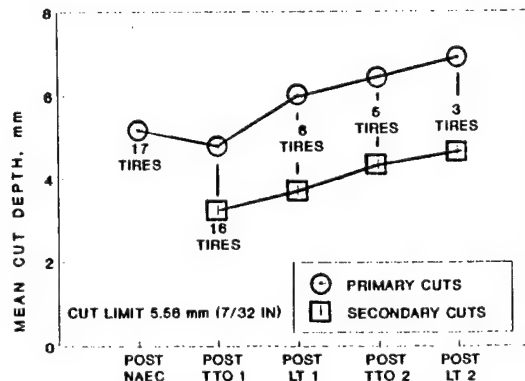 MEAN CUT DEPTH, mm
8
6
4
2
0
17
TIRES
16
TIRES
6
TIRES
5
TIRES
3
TIRES
PRIMARY CUTS
SECONDARY CUTS
CUT LIMIT 5.56 mm (7/32 IN)
POST
NAEC
POST
TTO 1
POST
LT 1
POST
TTO 2
POST
LT 2